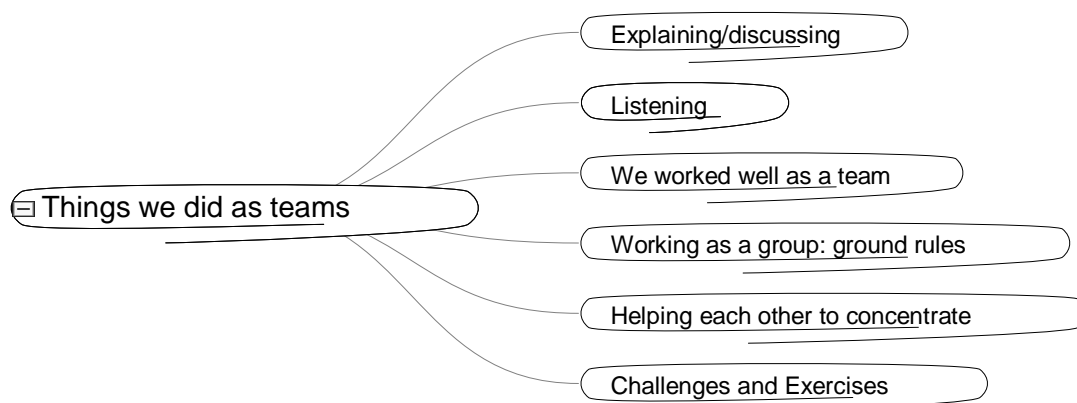 Explaining/discussing
Listening
We worked well as a team
Things we did as teams
Working as a group: ground rules
Helping each other to concentrate
Challenges and Exercises